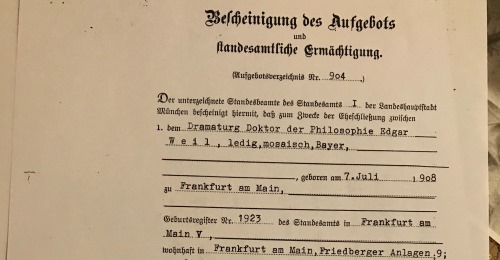 Bescheinigung des Aufgebots
und
standesamtliche Ermächtigung.
(Aufgebotsverzeichnis Nr. 904 .)
Der unterzeichnete Standesbeamte des Standesamts I der Landeshauptstadt
München bescheinigt hiermit, daß zum Zwecke der Eheschließung zwischen
1. dem Dramaturg Doktor der Philosophie Edgar
W e i l , ledig,mosaisch,Bayer,
, geboren am 7.Juli 1908
zu Frankfurt am Main,
Geburtsregister Nr. 1923 des Standesamts in Frankfurt am
Main V ,
wohnhaft in Frankfurt am Main,Friedberger Anlagen 9;